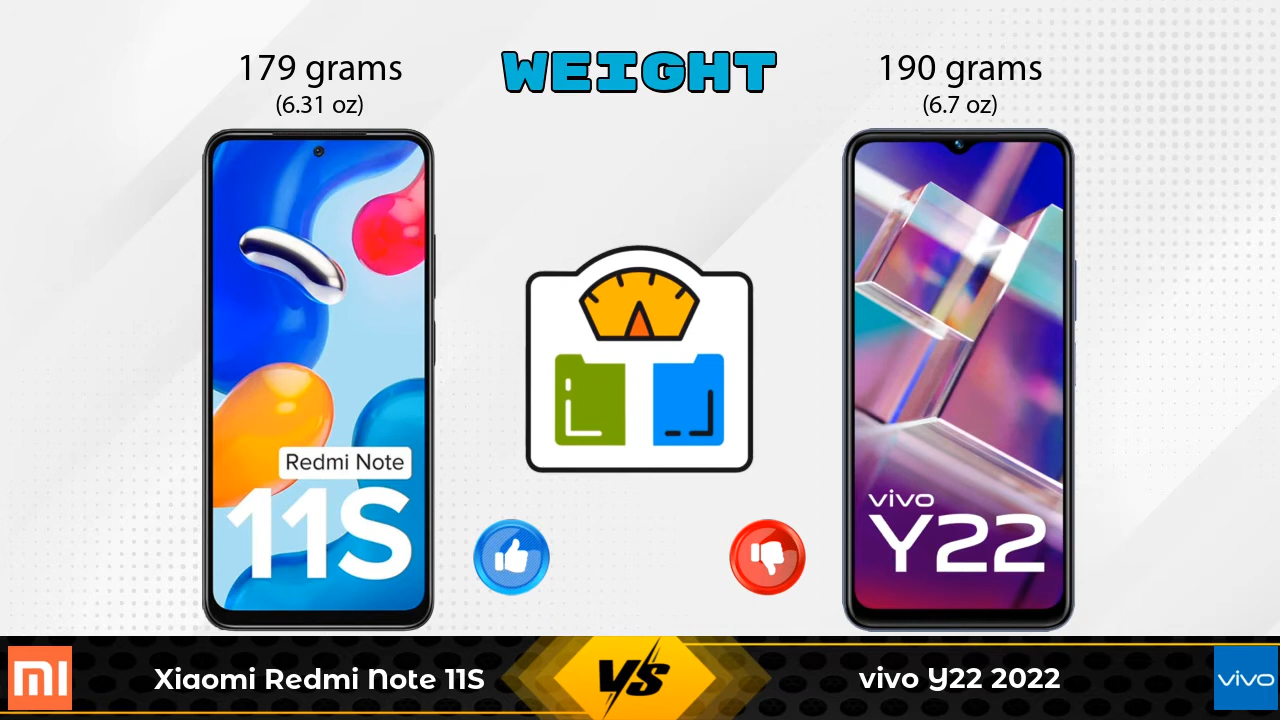 WEIGHT
179 grams
(6.31 oz)
190 grams
(6.7 oz)
Redmi Note
11S
vivo
Y22
mi
Xiaomi Redmi Note 11S
VS
vivo Y22 2022
vivo